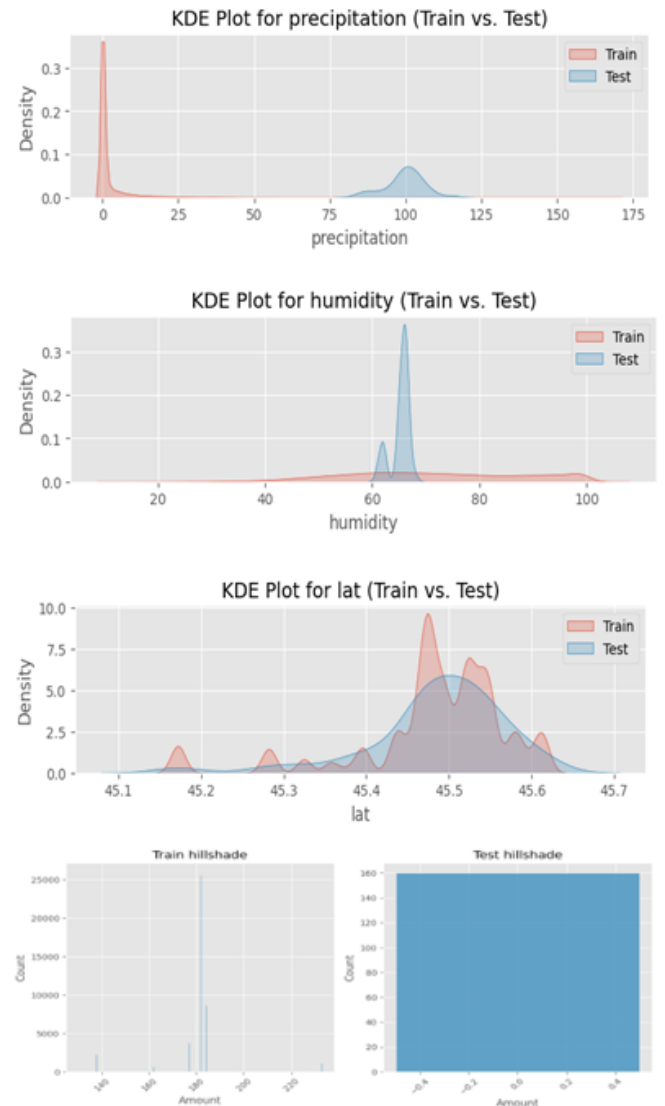 KDE Plot for precipitation (Train vs. Test)
Train
Test
Density
0.3
0.2
0.1
0.0
0 25 50 75 100 125 150 175
precipitation
KDE Plot for humidity (Train vs. Test)
Train
Test
Density
0.3
0.2
0.1
0.0
20 40 60 80 100
humidity
KDE Plot for lat (Train vs. Test)
Train
Test
Density
10.0
7.5
5.0
2.5
0.0
45.1 45.2 45.3 45.4 45.5 45.6 45.7
lat
Train hillshade
Count
25000
20000
15000
10000
5000
0
140 160 180 200 220
Amount
Test hillshade
Count
160
140
120
100
80
60
40
20
0
−0.4 −0.2 0.0 0.2 0.4
Amount